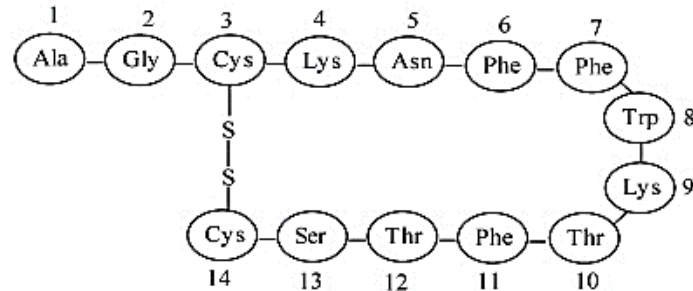 1 2 3 4 5 6 7
Ala Gly Cys Lys Asn Phe Phe
Trp 8
S
S
Lys 9
Cys Ser Thr Phe Thr
14 13 12 11 10